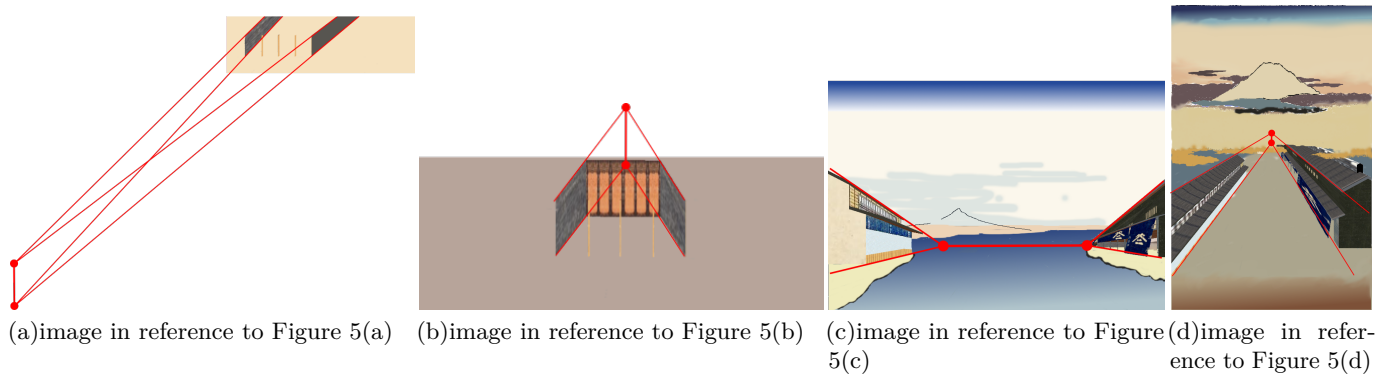 (a)image in reference to Figure 5(a)
(b)image in reference to Figure 5(b)
(c)image in reference to Figure
5(c)
(d)image in refer-
ence to Figure 5(d)